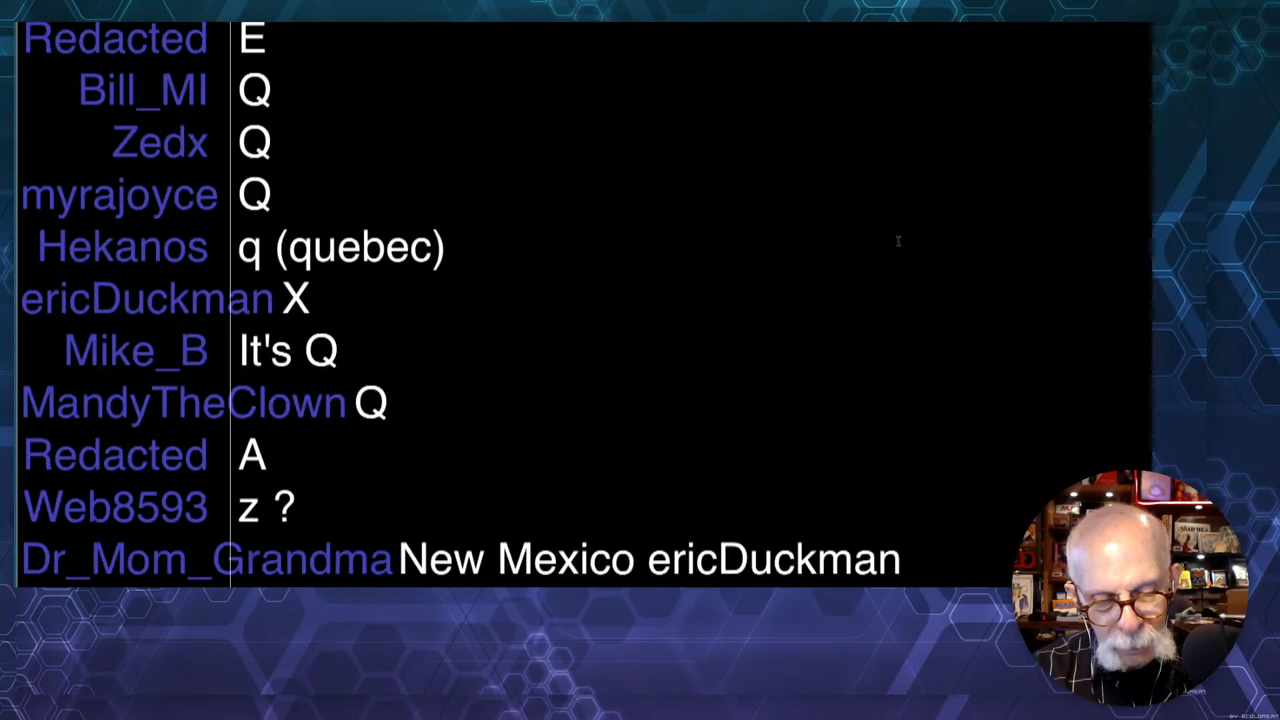 Redacted E
Bill_MI Q
Zedx Q
myrajoyce Q
Hekanos q (quebec)
ericDuckman X
Mike_B It's Q
MandyTheClown Q
Redacted A
Web8593 z ?
Dr_Mom_Grandma New Mexico ericDuckman